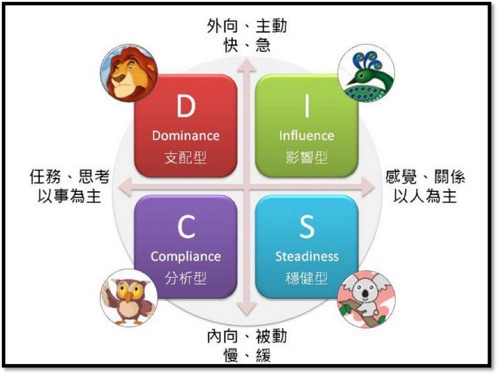 外向、主動
快、急
D
Dominance
支配型
I
Influence
影響型
任務、思考
以事為主
感覺、關係
以人為主
C
Compliance
分析型
S
Steadiness
穩健型
內向、被動
慢、緩